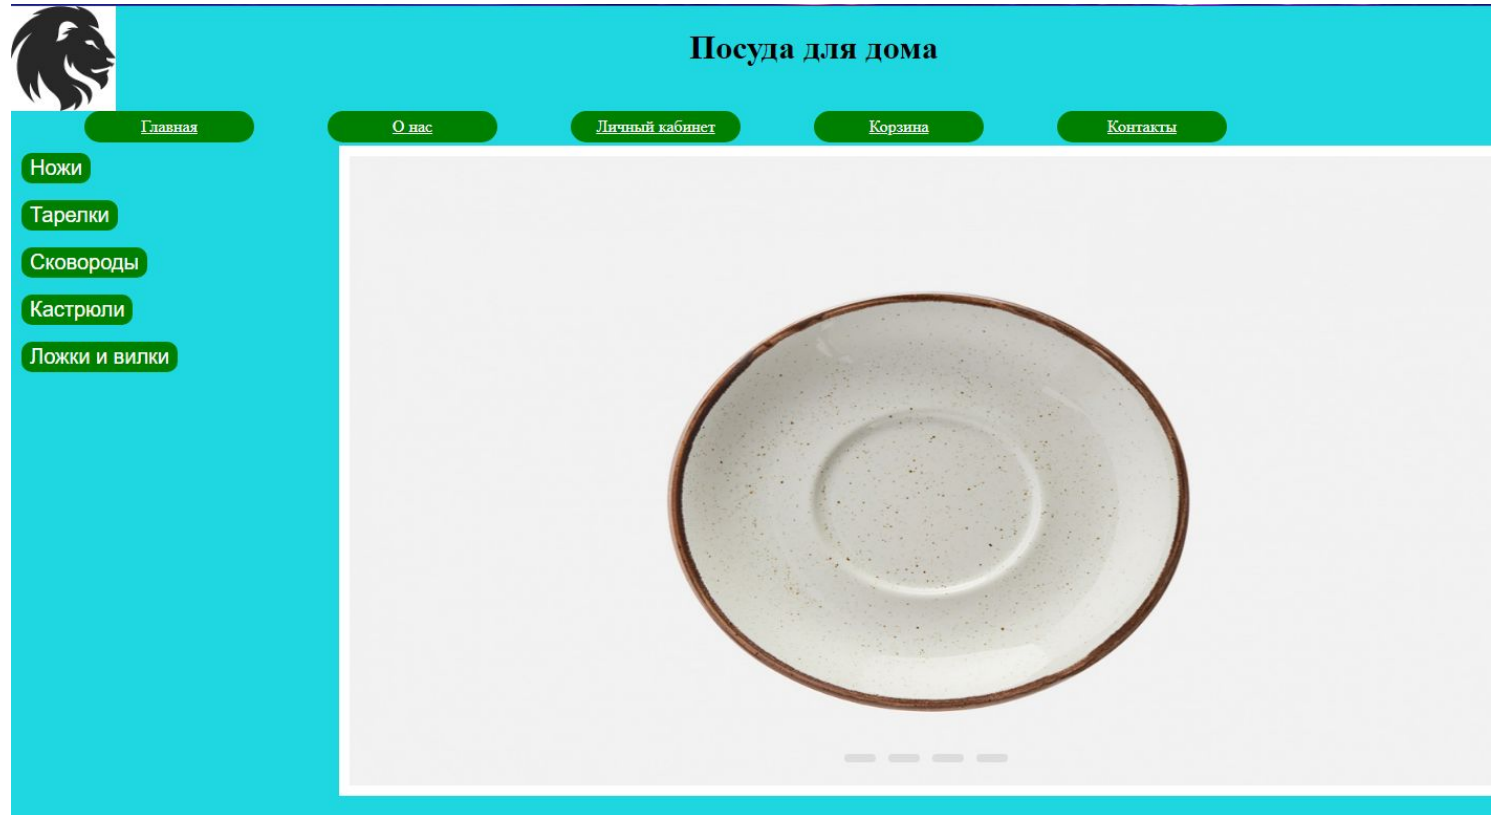 Посуда для дома
Главная О нас Личный кабинет Корзина Контакты
Ножи
Тарелки
Сковороды
Кастрюли
Ложки и вилки